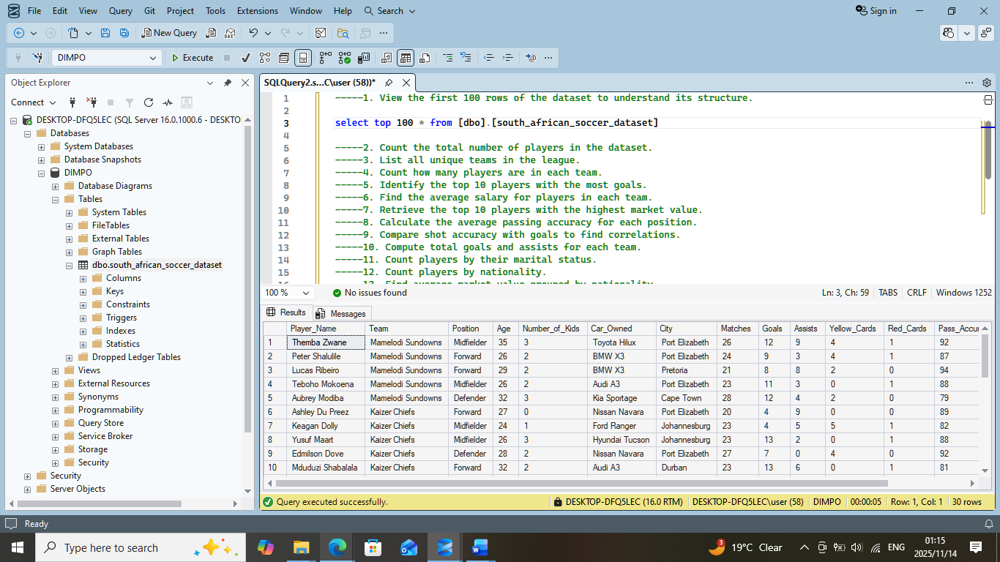 File Edit View Query Git Project Tools Extensions Window Help Search Sign in
New Query DAX
DIMPO Execute
Object Explorer
Connect
DESKTOP-DFQ5LEC (SQL Server 16.0.1000.6 - DESKTO
Databases
System Databases
Database Snapshots
DIMPO
Database Diagrams
Tables
System Tables
FileTables
External Tables
Graph Tables
dbo.south_african_soccer_dataset
Columns
Keys
Constraints
Triggers
Indexes
Statistics
Dropped Ledger Tables
Views
External Resources
Synonyms
Programmability
Query Store
Service Broker
Storage
Security
Security
Server Objects
SQLQuery2.s...C\user (58))*
1 -----1. View the first 100 rows of the dataset to understand its structure.
2
3 select top 100 * from [dbo].[south_african_soccer_dataset]
4
5 -----2. Count the total number of players in the dataset.
6 -----3. List all unique teams in the league.
7 -----4. Count how many players are in each team.
8 -----5. Identify the top 10 players with the most goals.
9 -----6. Find the average salary for players in each team.
10 -----7. Retrieve the top 10 players with the highest market value.
11 -----8. Calculate the average passing accuracy for each position.
12 -----9. Compare shot accuracy with goals to find correlations.
13 -----10. Compute total goals and assists for each team.
14 -----11. Count players by their marital status.
15 -----12. Count players by nationality.
16 -----13. Find average market value grouped by nationality.
100 % No issues found Ln: 3, Ch: 59 TABS CRLF Windows 1252
Results Messages
Player_Name Team Position Age Number_of_Kids Car_Owned City Matches Goals Assists Yellow_Cards Red_Cards Pass_Accur
1 Themba Zwane Mamelodi Sundowns Midfielder 35 3 Toyota Hilux Port Elizabeth 26 12 9 4 1 92
2 Peter Shalulile Mamelodi Sundowns Forward 26 2 BMW X3 Port Elizabeth 24 9 3 4 1 87
3 Lucas Ribeiro Mamelodi Sundowns Forward 29 2 BMW X3 Pretoria 21 8 8 2 0 94
4 Teboho Mokoena Mamelodi Sundowns Midfielder 26 2 Audi A3 Port Elizabeth 23 11 3 0 1 88
5 Aubrey Modiba Mamelodi Sundowns Defender 32 3 Kia Sportage Cape Town 28 12 4 2 0 79
6 Ashley Du Preez Kaizer Chiefs Forward 27 0 Nissan Navara Port Elizabeth 20 4 9 0 0 89
7 Keagan Dolly Kaizer Chiefs Midfielder 24 1 Ford Ranger Johannesburg 23 4 5 5 1 82
8 Yusuf Maart Kaizer Chiefs Midfielder 26 3 Hyundai Tucson Johannesburg 23 13 2 0 1 88
9 Edmilson Dove Kaizer Chiefs Defender 28 2 Nissan Navara Port Elizabeth 27 7 0 4 0 92
10 Mduduzi Shabalala Kaizer Chiefs Forward 32 2 Audi A3 Durban 23 13 6 0 1 81
Query executed successfully. DESKTOP-DFQ5LEC (16.0 RTM) DESKTOP-DFQ5LEC\user (58) DIMPO 00:00:05 Row: 1, Col: 1 30 rows
Ready
Type here to search 3 19°C Clear ENG 01:15
2025/11/14